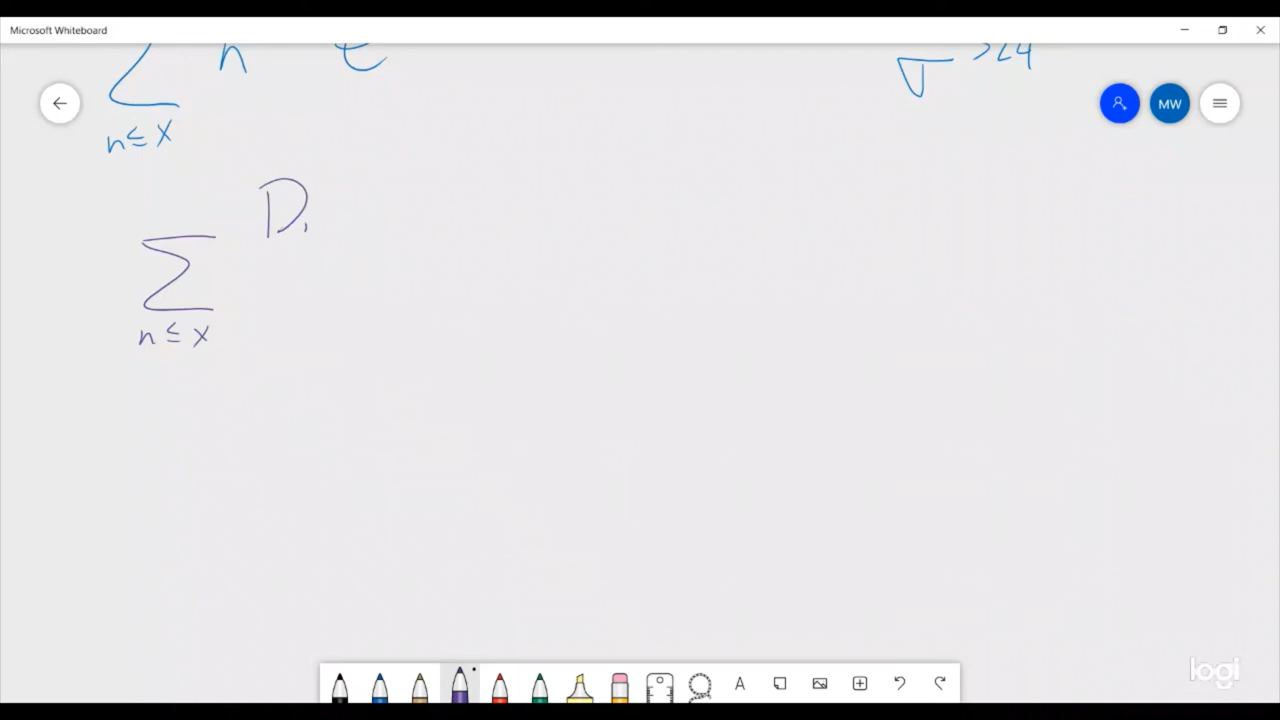 Microsoft Whiteboard
∑ n
n ≤ X
MW
D
∑
n ≤ x
A
logi